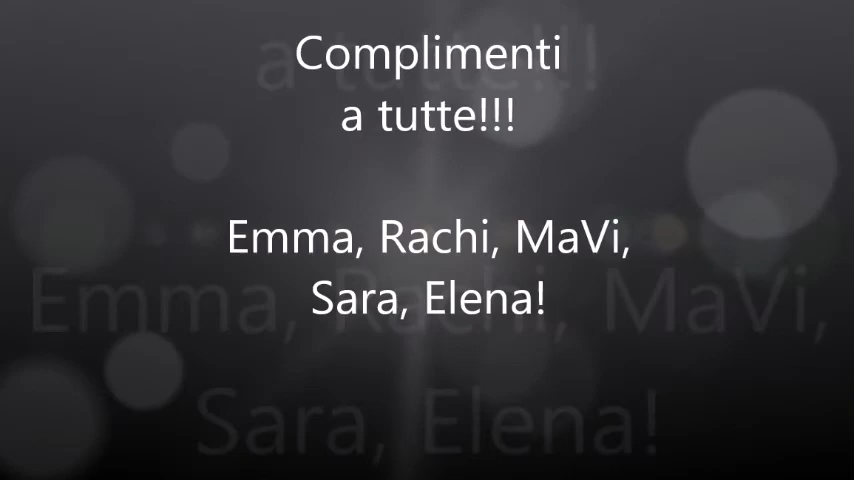 Complimenti
a tutte!!!
Emma, Rachi, MaVi,
Sara, Elena!